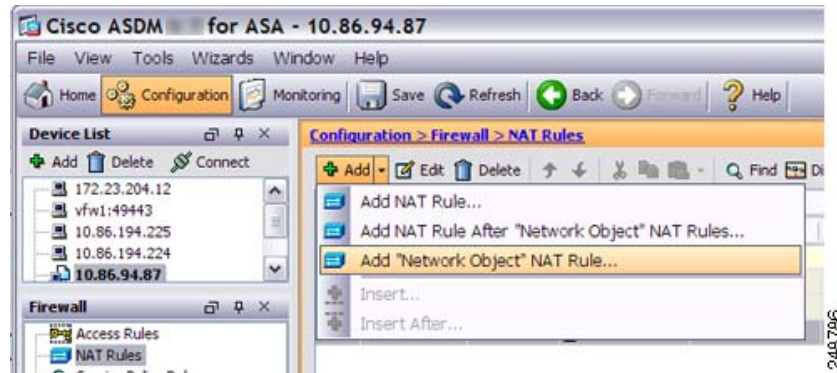 Cisco ASDM for ASA - 10.86.94.87
File View Tools Wizards Window Help
Home Configuration Monitoring Save Refresh Back Forward Help
Device List
Add Delete Connect
172.23.204.12
vfw1:49443
10.86.194.225
10.86.194.224
10.86.94.87
Firewall
Access Rules
NAT Rules
Configuration > Firewall > NAT Rules
Add Edit Delete Find Di
Add NAT Rule...
Add NAT Rule After "Network Object" NAT Rules...
Add "Network Object" NAT Rule...
Insert...
Insert After...
249796